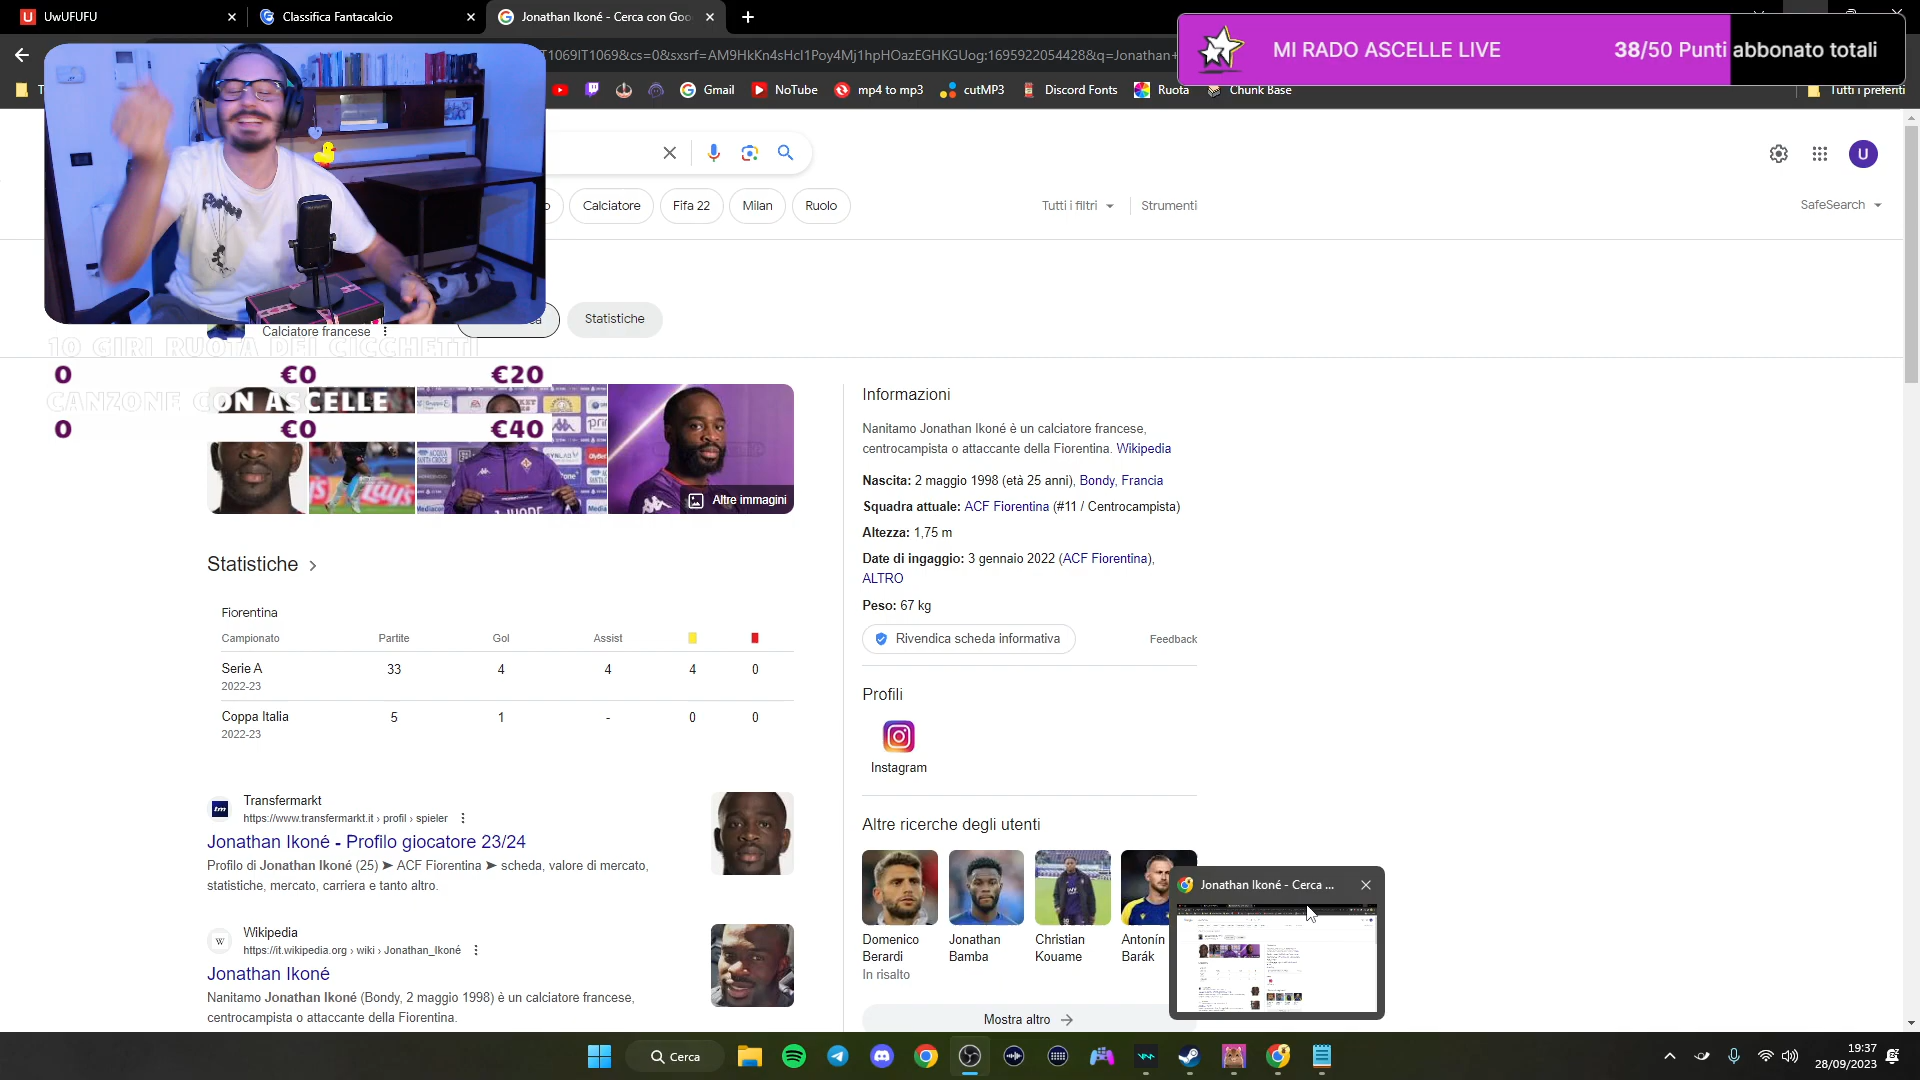 UwUFUFU
Classifica Fantacalcio
Jonathan Ikoné - Cerca con Goo
MI RADO ASCELLE LIVE
38/50 Punti abbonato totali
T1069IT1069&cs=0&sxsrf=AM9HkKn4sHcl1Poy4Mj1hpHOazEGHKGUog:1695922054428&q=Jonathan+
Gmail
NoTube
mp4 to mp3
cutMP3
Discord Fonts
Ruota
Chunk Base
Tutti i preferiti
U
Calciatore
Fifa 22
Milan
Ruolo
Tutti i filtri
Strumenti
SafeSearch
Statistiche
Calciatore francese
10 GIRI RUOTA DEI CICCHETTI
0 €0 €20
CANZONE CON ASCELLE
0 €0 €40
Altre immagini
Statistiche
Fiorentina
Campionato Partite Gol Assist
Serie A 33 4 4 4 0
2022-23
Coppa Italia 5 1 - 0 0
2022-23
Transfermarkt
https://www.transfermarkt.it › profil › spieler
Jonathan Ikoné - Profilo giocatore 23/24
Profilo di Jonathan Ikoné (25) ➤ ACF Fiorentina ➤ scheda, valore di mercato,
statistiche, mercato, carriera e tanto altro.
Wikipedia
https://it.wikipedia.org › wiki › Jonathan_Ikoné
Jonathan Ikoné
Nanitamo Jonathan Ikoné (Bondy, 2 maggio 1998) è un calciatore francese,
centrocampista o attaccante della Fiorentina.
Informazioni
Nanitamo Jonathan Ikoné è un calciatore francese,
centrocampista o attaccante della Fiorentina. Wikipedia
Nascita: 2 maggio 1998 (età 25 anni), Bondy, Francia
Squadra attuale: ACF Fiorentina (#11 / Centrocampista)
Altezza: 1,75 m
Date di ingaggio: 3 gennaio 2022 (ACF Fiorentina),
ALTRO
Peso: 67 kg
Rivendica scheda informativa
Feedback
Profili
Instagram
Altre ricerche degli utenti
Domenico Berardi
In risalto
Jonathan Bamba
Christian Kouame
Antonín Barák
Mostra altro
Jonathan Ikoné - Cerca ...
Cerca
19:37
28/09/2023